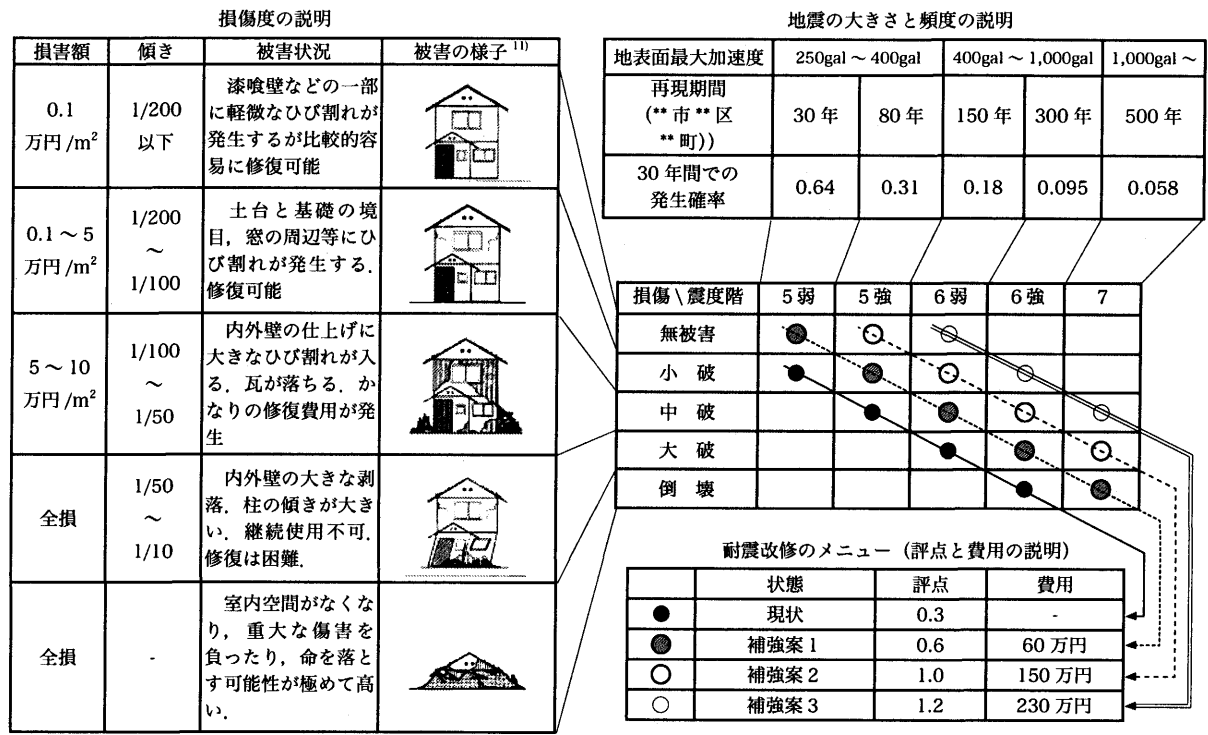 損傷度の説明
損害額 傾き 被害状況 被害の様子 11)
0.1
万円/m²
1/200
以下
漆喰壁などの一部
に軽微なひび割れが
発生するが比較的容
易に修復可能
0.1～5
万円/m²
1/200
～
1/100
土台と基礎の境
目，窓の周辺等にひ
び割れが発生する．
修復可能
5～10
万円/m²
1/100
～
1/50
内外壁の仕上げに
大きなひび割れが入
る．瓦が落ちる．か
なりの修復費用が発
生
全損
1/50
～
1/10
内外壁の大きな剥
落．柱の傾きが大き
い．継続使用不可．
修復は困難．
全損
-
室内空間がなくな
り，重大な傷害を
負ったり，命を落と
す可能性が極めて高
い．
地震の大きさと頻度の説明
地表面最大加速度 250gal～400gal 400gal～1,000gal 1,000gal～
再現期間
(** 市 ** 区
** 町))
30年 80年 150年 300年 500年
30年間での
発生確率
0.64 0.31 0.18 0.095 0.058
損傷\震度階 5弱 5強 6弱 6強 7
無被害
小 破
中 破
大 破
倒 壊
耐震改修のメニュー（評点と費用の説明）
状態 評点 費用
現状 0.3 -
補強案1 0.6 60万円
補強案2 1.0 150万円
補強案3 1.2 230万円